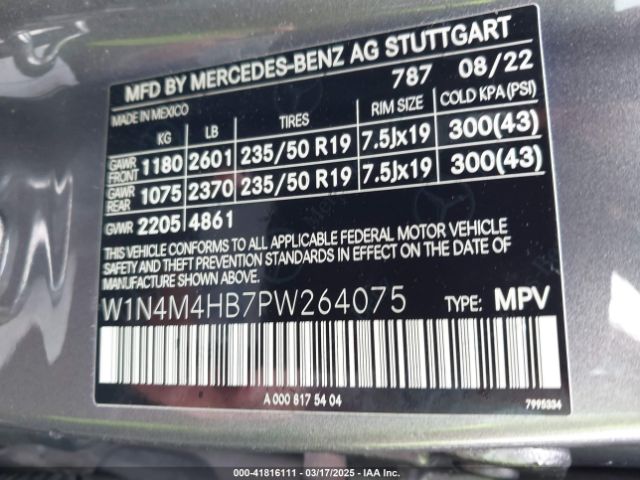 MFD BY MERCEDES-BENZ AG STUTTGART
MADE IN MEXICO 787 08/22
KG LB TIRES RIM SIZE COLD KPA (PSI)
GAWR FRONT 1180 2601 235/50 R19 7.5Jx19 300(43)
GAWR REAR 1075 2370 235/50 R19 7.5Jx19 300(43)
GVWR 2205 4861
THIS VEHICLE CONFORMS TO ALL APPLICABLE FEDERAL MOTOR VEHICLE
SAFETY AND THEFT PREVENTION STANDARDS IN EFFECT ON THE DATE OF
MANUFACTURE SHOWN ABOVE.
W1N4M4HB7PW264075 TYPE: MPV
A 000 817 54 04
7995334
000-41816111 | 03/17/2025 | IAA Inc.